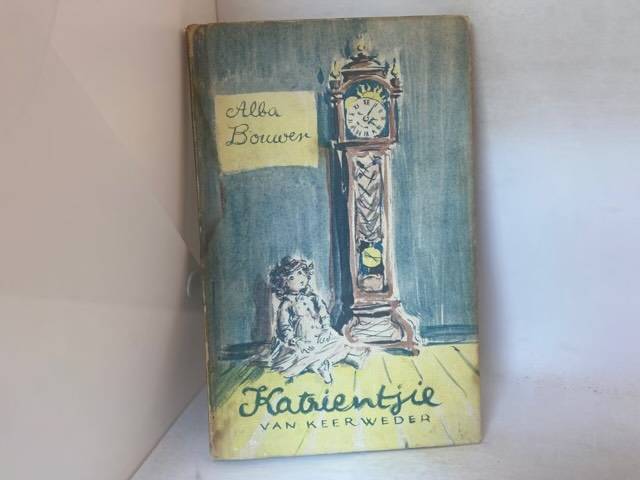 Alba
Bouwer
Katrientjie
VAN KEERWEDER